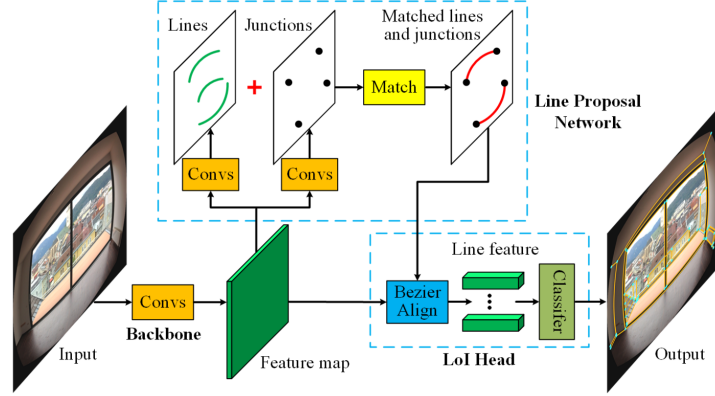 Lines
Junctions
Matched lines
and junctions
+
Match
Line Proposal
Network
Convs
Convs
Line feature
Convs
Bezier
Align
Classifer
Backbone
Input
Feature map
LoI Head
Output